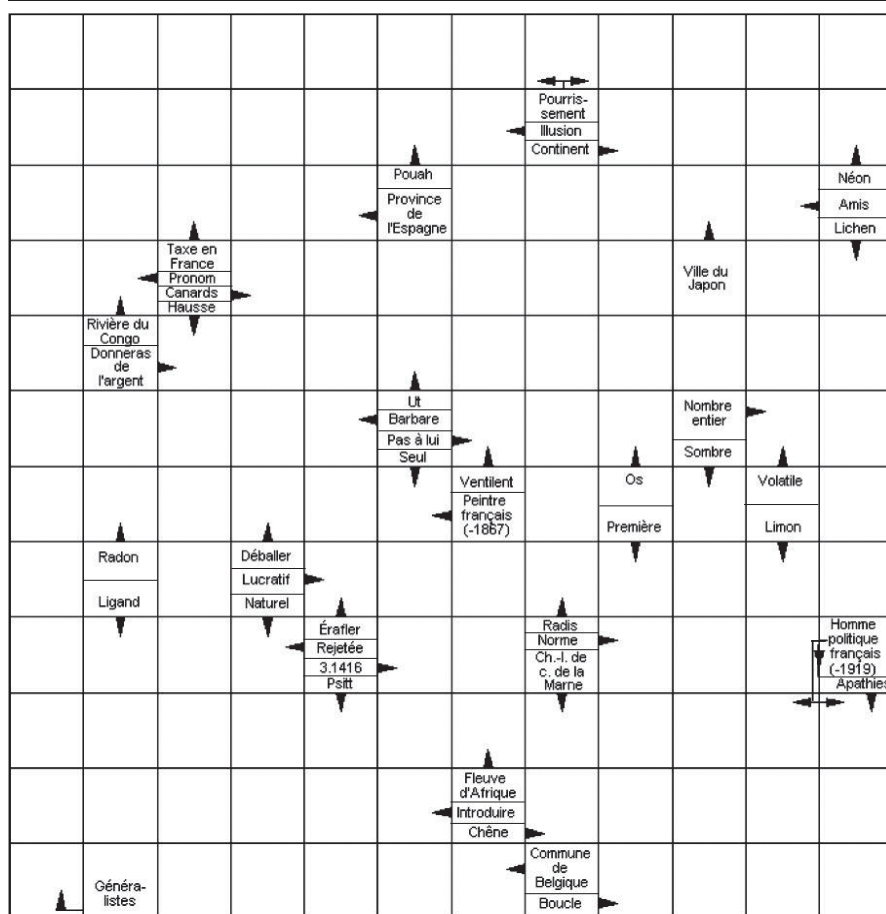 Pourris-
sement
Illusion
Continent
Pouah
Province
de
l'Espagne
Néon
Amis
Lichen
Taxe en
France
Pronom
Canards
Hausse
Ville du
Japon
Rivière du
Congo
Donneras
de
l'argent
Ut
Barbare
Pas à lui
Seul
Nombre
entier
Sombre
Ventilent
Peintre
français
(-1867)
Os
Première
Volatile
Limon
Radon
Ligand
Déballer
Lucratif
Naturel
Érafler
Rejetée
3.1416
Psitt
Radis
Norme
Ch.-l. de
c. de la
Marne
Homme
politique
français
(-1919)
Apathies
Fleuve
d'Afrique
Introduire
Chêne
Commune
de
Belgique
Boucle
Généra-
listes